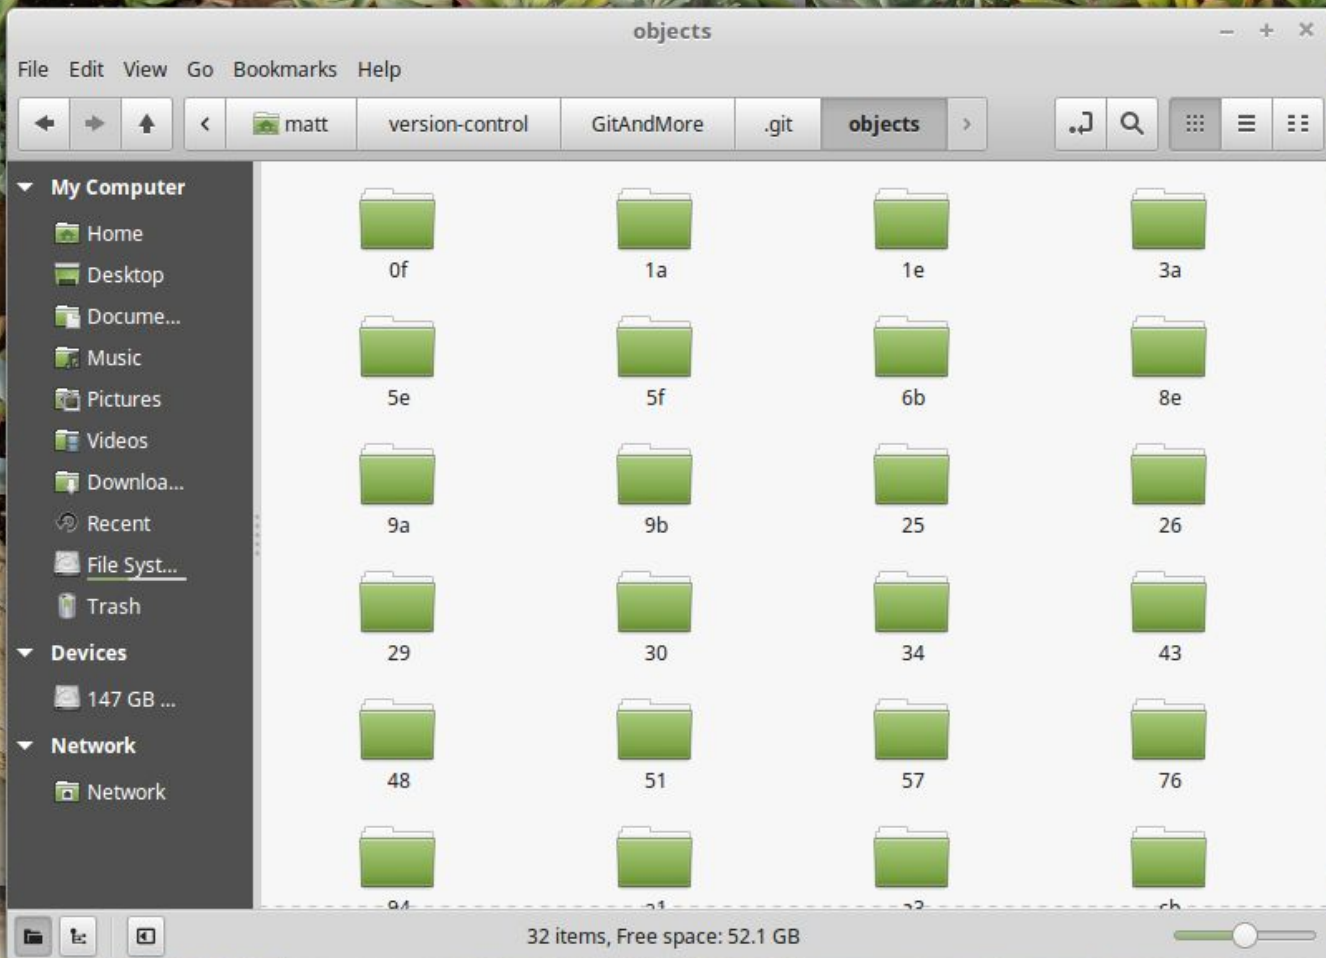 objects
File Edit View Go Bookmarks Help
matt version-control GitAndMore .git objects
My Computer
Home
Desktop
Docume...
Music
Pictures
Videos
Downloa...
Recent
File Syst...
Trash
Devices
147 GB ...
Network
Network
0f 1a 1e 3a
5e 5f 6b 8e
9a 9b 25 26
29 30 34 43
48 51 57 76
94 a1 a3
32 items, Free space: 52.1 GB